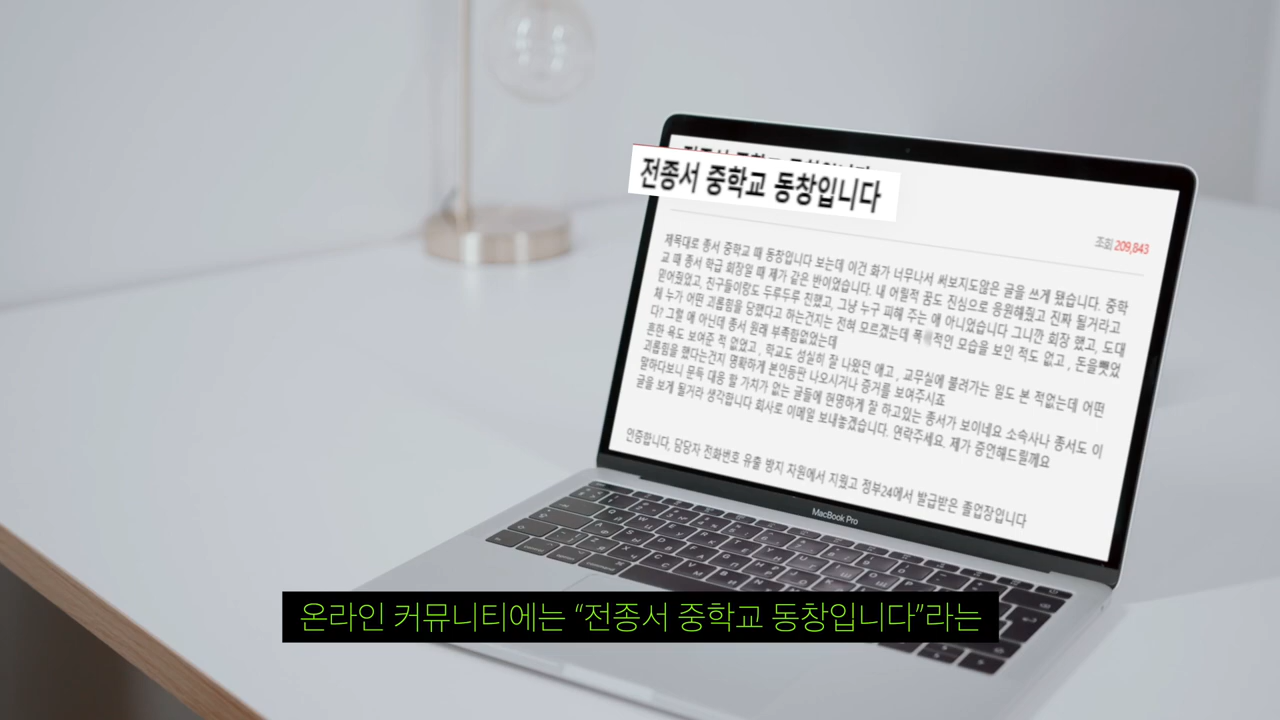 전종서 중학교 동창입니다
조회 209,843
제목대로 종서 중학교 때 동창입니다 보는데 이건 화가 너무나서 써보지도않은 글을 쓰게 됐습니다. 중학
교 때 종서 학급 회장일 때 제가 같은 반이었습니다. 내 어릴적 꿈도 진심으로 응원해줬고 진짜 될거라고
믿어줬었고, 친구들이랑도 두루두루 친했고, 그냥 누구 피해 주는 애 아니었습니다 그니깐 회장 했고, 도대
체 누가 어떤 괴롭힘을 당했다고 하는건지는 전혀 모르겠는데 폭 적인 모습을 보인 적도 없고 , 돈을뺏었
다? 그럴 애 아닌데 종서 원래 부족함없었는데
흔한 욕도 보여준 적 없었고 , 학교도 성실히 잘 나왔던 애고 , 교무실에 불려가는 일도 본 적없는데 어떤
괴롭힘을 했다는건지 명확하게 본인등판 나오시거나 증거를 보여주시죠
말하다보니 문득 대응 할 가치가 없는 글들에 현명하게 잘 하고있는 종서가 보이네요 소속사나 종서도 이
글을 보게 될거라 생각합니다 회사로 이메일 보내놓겠습니다. 연락주세요. 제가 증언해드릴께요
인증합니다, 담당자 전화번호 유출 방지 차원에서 지웠고 정부24에서 발급받은 졸업장입니다
MacBook Pro
온라인 커뮤니티에는 “전종서 중학교 동창입니다”라는